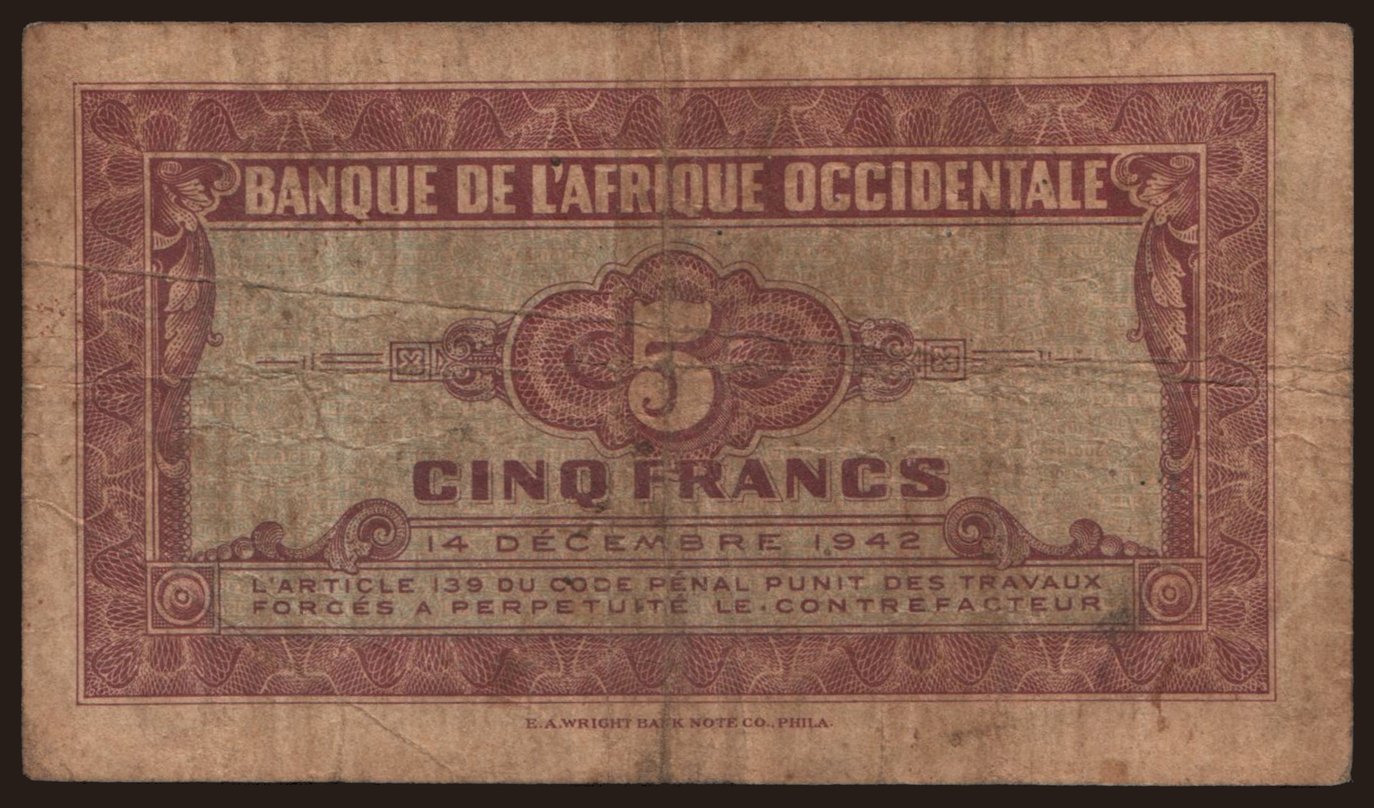 BANQUE DE L'AFRIQUE OCCIDENTALE
5
CINQ FRANCS
14 DÉCEMBRE 1942
L'ARTICLE 139 DU CODE PÉNAL PUNIT DES TRAVAUX
FORCÉS A PERPETUITÉ LE CONTREFACTEUR
E. A. WRIGHT BANK NOTE CO., PHILA.